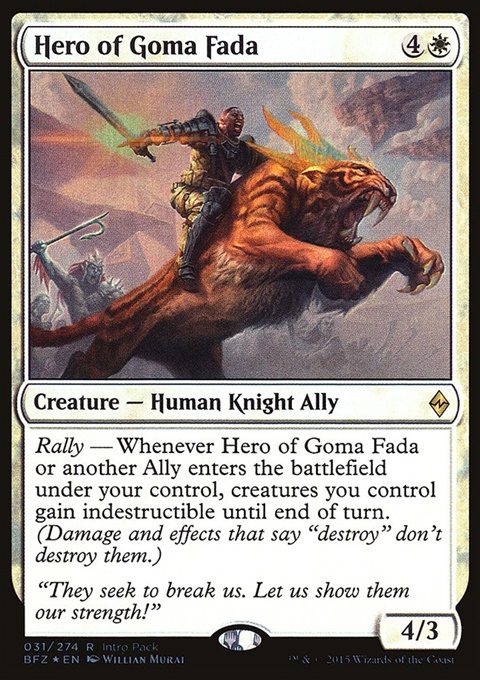 Hero of Goma Fada 4
Creature — Human Knight Ally
Rally — Whenever Hero of Goma Fada
or another Ally enters the battlefield
under your control, creatures you control
gain indestructible until end of turn.
(Damage and effects that say “destroy” don’t
destroy them.)
“They seek to break us. Let us show them
our strength!”
4/3
031/274 R Intro Pack
BFZ ★ EN Willian Murai
™ & © 2015 Wizards of the Coast